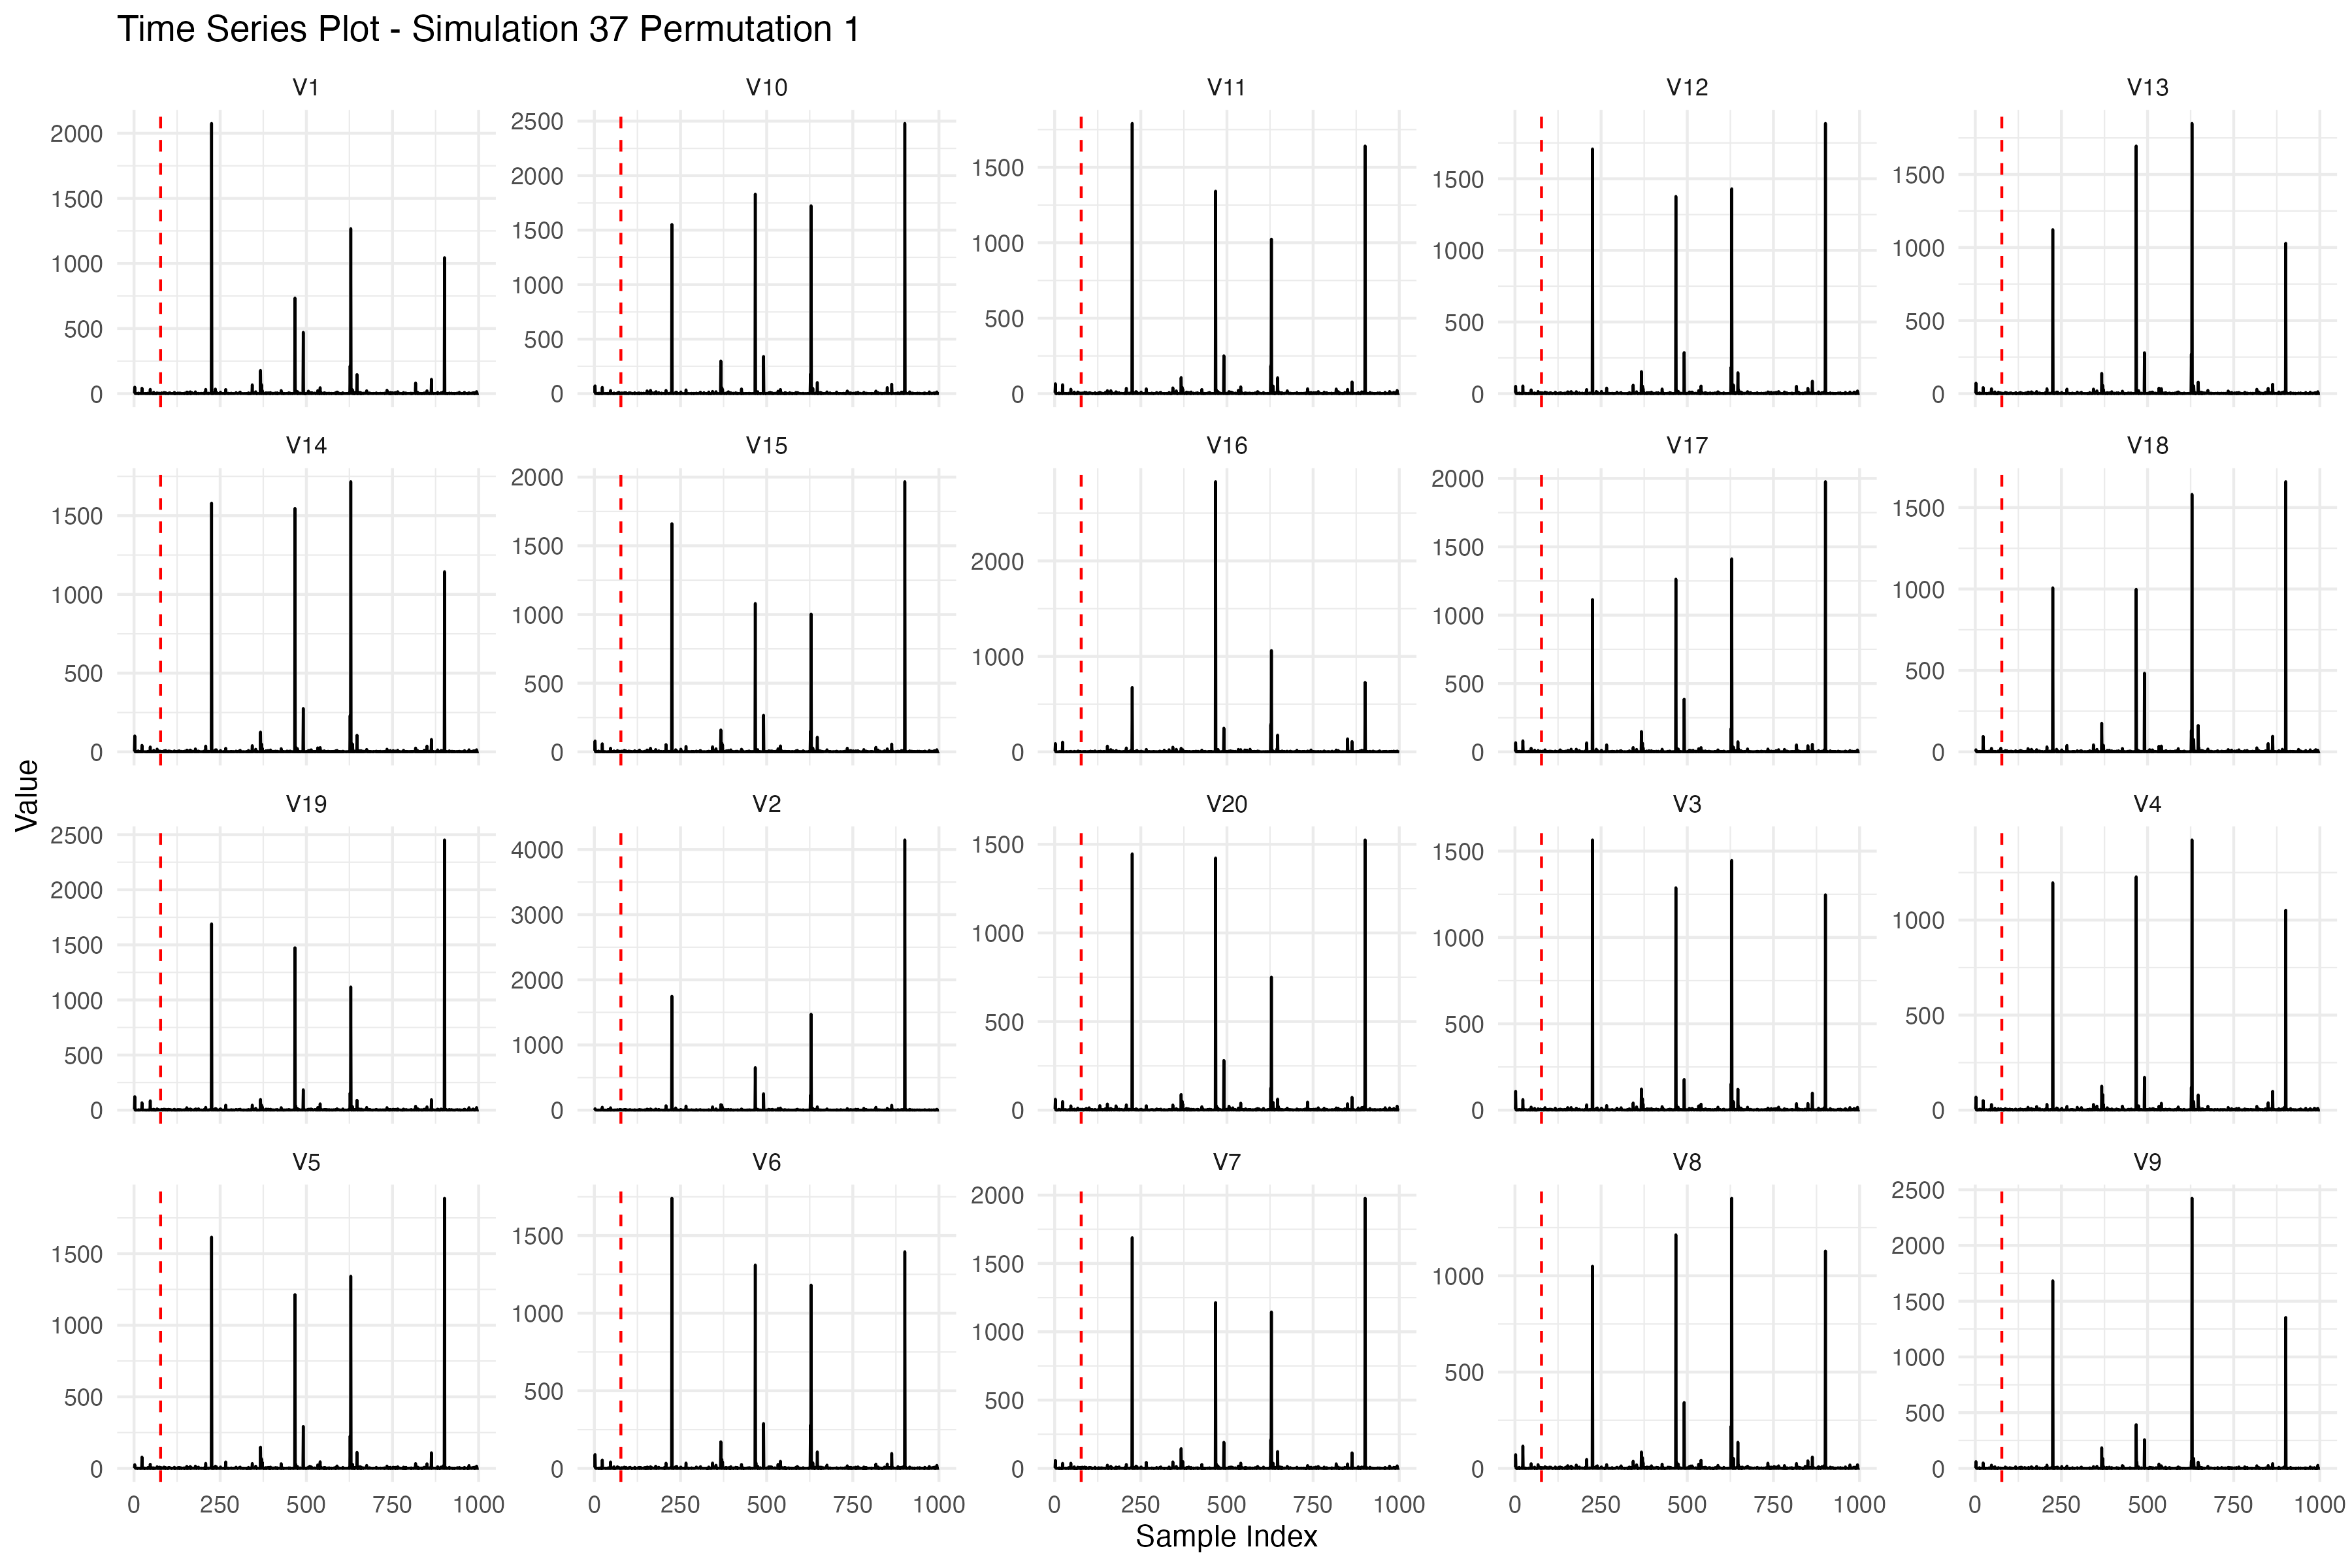 Time Series Plot - Simulation 37 Permutation 1
V1 V10 V11 V12 V13
2000 1500 1000 500 0
2500 2000 1500 1000 500 0
1500 1000 500 0
1500 1000 500 0
1500 1000 500 0
V14 V15 V16 V17 V18
1500 1000 500 0
2000 1500 1000 500 0
2000 1000 0
2000 1500 1000 500 0
1500 1000 500 0
Value
V19 V2 V20 V3 V4
2500 2000 1500 1000 500 0
4000 3000 2000 1000 0
1500 1000 500 0
1500 1000 500 0
1000 500 0
V5 V6 V7 V8 V9
1500 1000 500 0
1500 1000 500 0
2000 1500 1000 500 0
1000 500 0
2500 2000 1500 1000 500 0
0 250 500 750 1000 0 250 500 750 1000 0 250 500 750 1000 0 250 500 750 1000 0 250 500 750 1000
Sample Index